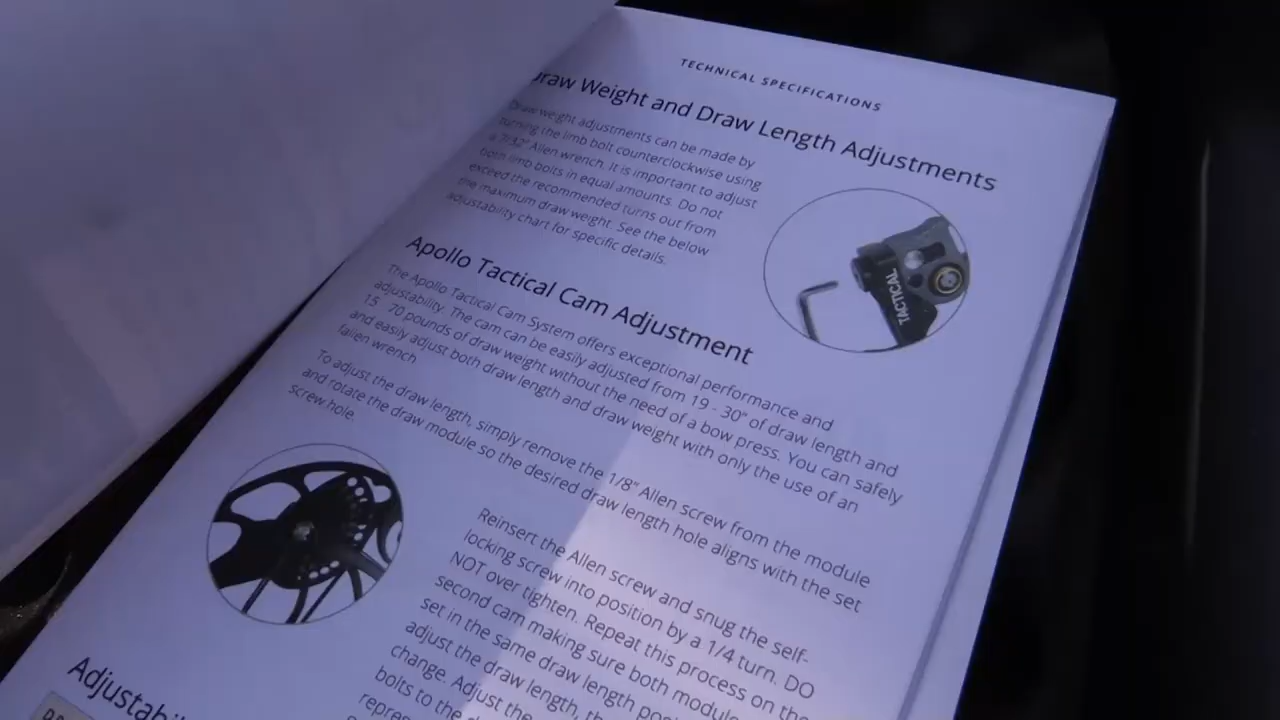 TECHNICAL SPECIFICATIONS
Draw Weight and Draw Length Adjustments
Draw weight adjustments can be made by
turning the limb bolt counterclockwise using
a 7/32" Allen wrench. It is important to adjust
both limb bolts in equal amounts. Do not
exceed the recommended turns out from
the maximum draw weight. See the below
adjustability chart for specific details.
TACTICAL
Apollo Tactical Cam Adjustment
The Apollo Tactical Cam System offers exceptional performance and
adjustability. The cam can be easily adjusted from 19 - 30" of draw length and
15 70 pounds of draw weight without the need of a bow press. You can safely
and easily adjust both draw length and draw weight with only the use of an
fallen wrench
To adjust the draw length, simply remove the 1/8" Allen screw from the module
and rotate the draw module so the desired draw length hole aligns with the set
screw hole.
Reinsert the Allen screw and snug the self-
locking screw into position by a 1/4 turn. DO
NOT over tighten. Repeat this process on the
second cam making sure both modul
set in the same draw length po
adjust the draw length, th
change. Adjust the
bolts to the
repre
Adjustabi